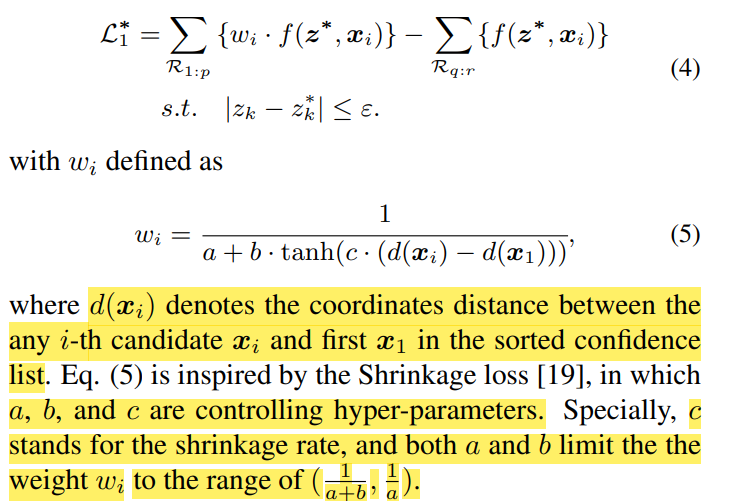 $\mathcal{L}_1^* = \sum_{\mathcal{R}_{1:p}} \{w_i \cdot f(\boldsymbol{z}^*, \boldsymbol{x}_i)\} - \sum_{\mathcal{R}_{q:r}} \{f(\boldsymbol{z}^*, \boldsymbol{x}_i)\}$ (4)
$s.t. \quad |z_k - z_k^*| \leq \varepsilon.$
with $w_i$ defined as
$w_i = \frac{1}{a + b \cdot \tanh(c \cdot (d(\boldsymbol{x}_i) - d(\boldsymbol{x}_1)))},$ (5)
where $d(\boldsymbol{x}_i)$ denotes the coordinates distance between the
any $i$-th candidate $\boldsymbol{x}_i$ and first $\boldsymbol{x}_1$ in the sorted confidence
list. Eq. (5) is inspired by the Shrinkage loss [19], in which
$a$, $b$, and $c$ are controlling hyper-parameters. Specially, $c$
stands for the shrinkage rate, and both $a$ and $b$ limit the the
weight $w_i$ to the range of $(\frac{1}{a+b}, \frac{1}{a})$.